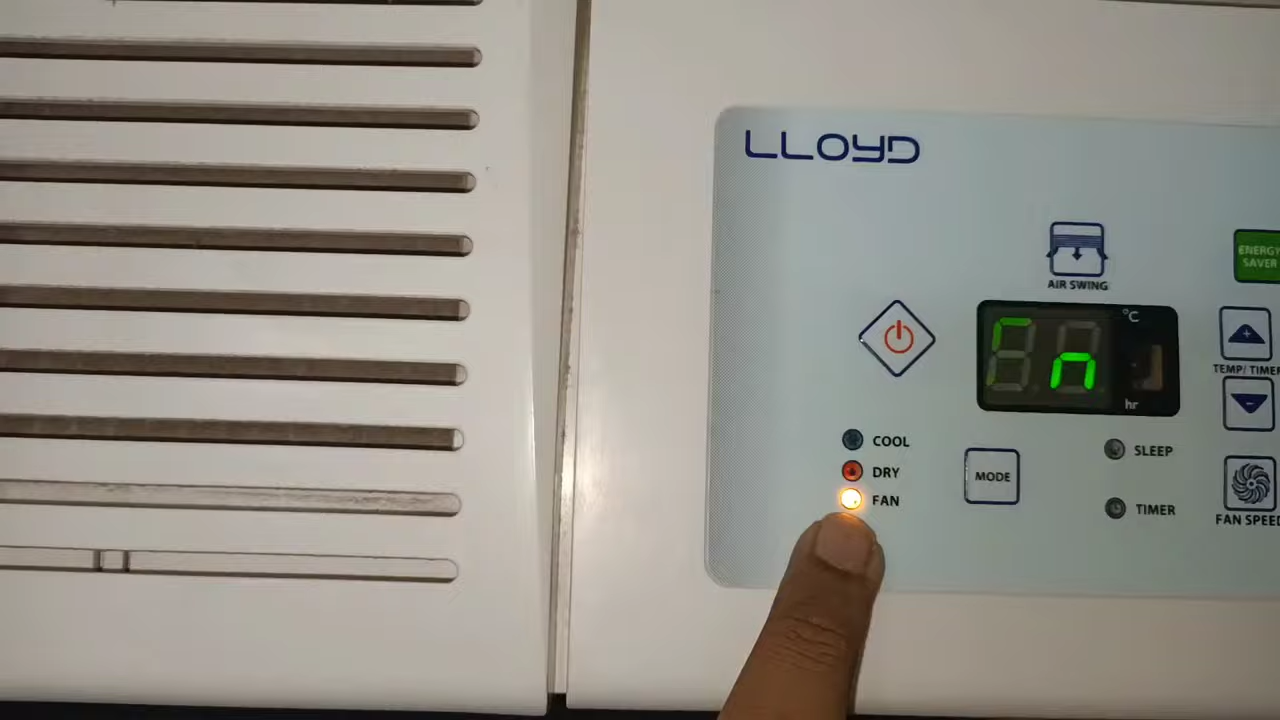 LLOYD
AIR SWING
ENERGY
SAVER
°C
hr
TEMP/ TIMER
COOL
DRY
FAN
MODE
SLEEP
TIMER
FAN SPEED